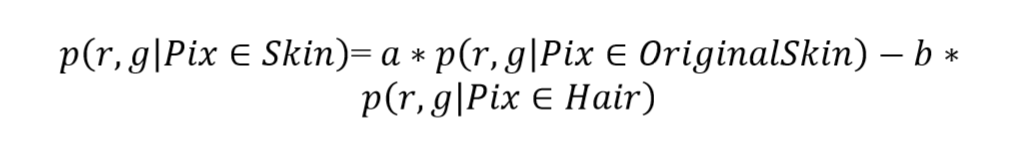 p(r, g|Pix ∈ Skin)= a * p(r, g|Pix ∈ OriginalSkin) − b *
p(r, g|Pix ∈ Hair)